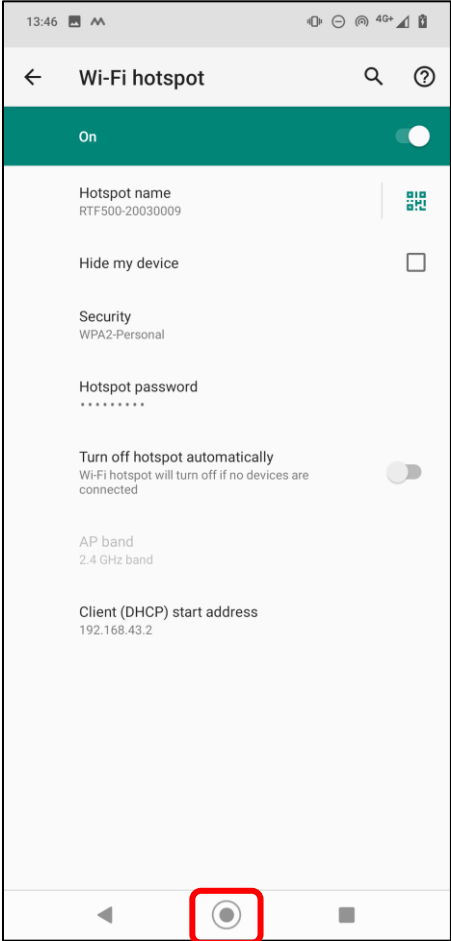 13:46 4G+
Wi-Fi hotspot
On
Hotspot name
RTF500-20030009
Hide my device
Security
WPA2-Personal
Hotspot password
•••••••••
Turn off hotspot automatically
Wi-Fi hotspot will turn off if no devices are
connected
AP band
2.4 GHz band
Client (DHCP) start address
192.168.43.2